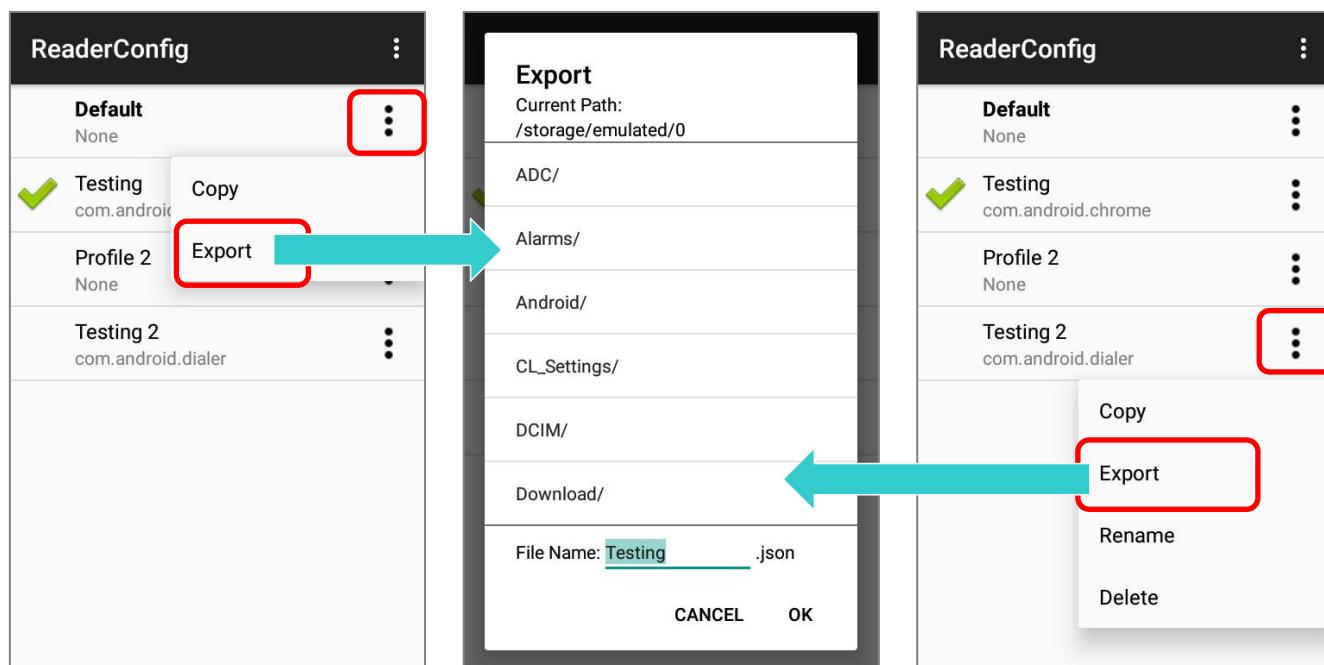 ReaderConfig
Default
None
Testing
com.androi
Profile 2
None
Testing 2
com.android.dialer
Copy
Export
Export
Current Path:
/storage/emulated/0
ADC/
Alarms/
Android/
CL_Settings/
DCIM/
Download/
File Name: Testing .json
CANCEL OK
ReaderConfig
Default
None
Testing
com.android.chrome
Profile 2
None
Testing 2
com.android.dialer
Copy
Export
Rename
Delete